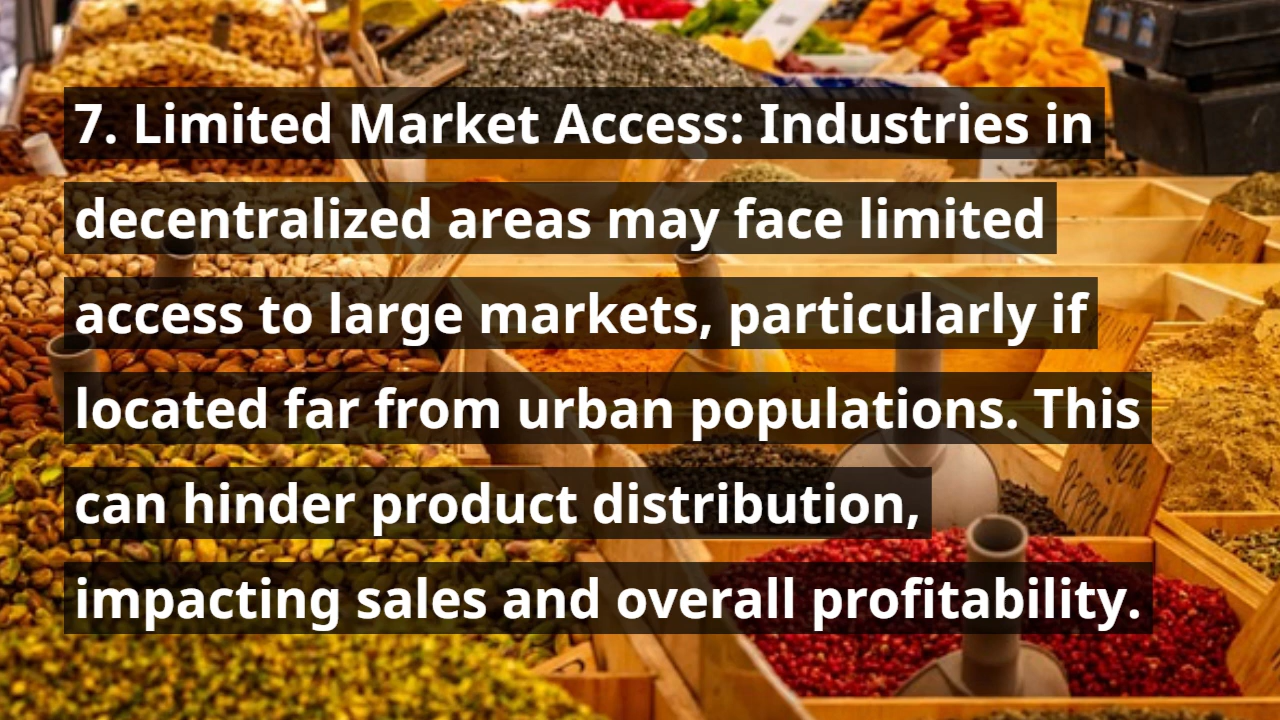 7. Limited Market Access: Industries in
decentralized areas may face limited
access to large markets, particularly if
located far from urban populations. This
can hinder product distribution,
impacting sales and overall profitability.